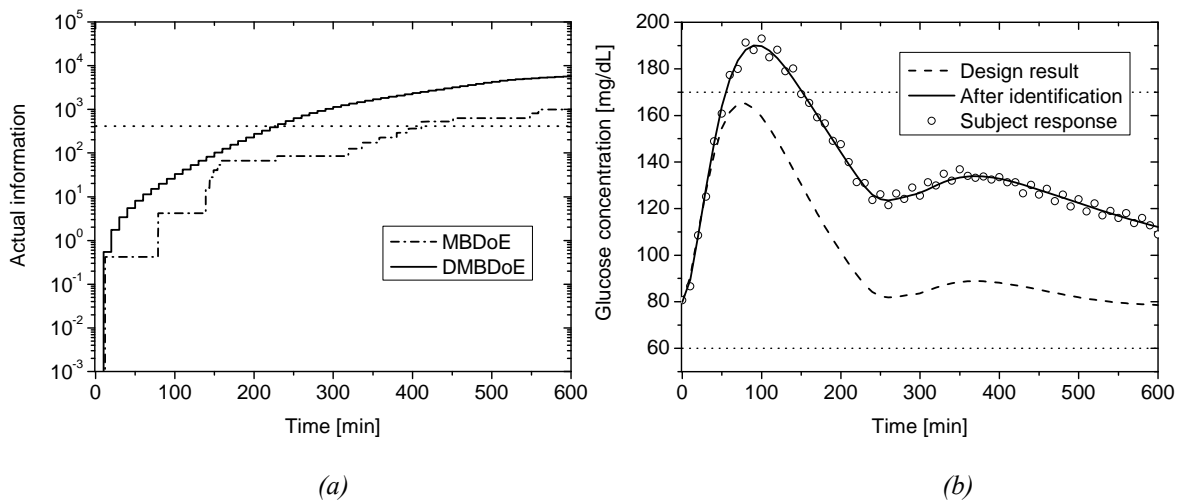 10^5
10^4
10^3
10^2
10^1
10^0
10^-1
10^-2
10^-3
Actual information
MBDoE
DMBDoE
0 100 200 300 400 500 600
Time [min]
(a)
200
180
160
140
120
100
80
60
Glucose concentration [mg/dL]
Design result
After identification
Subject response
0 100 200 300 400 500 600
Time [min]
(b)